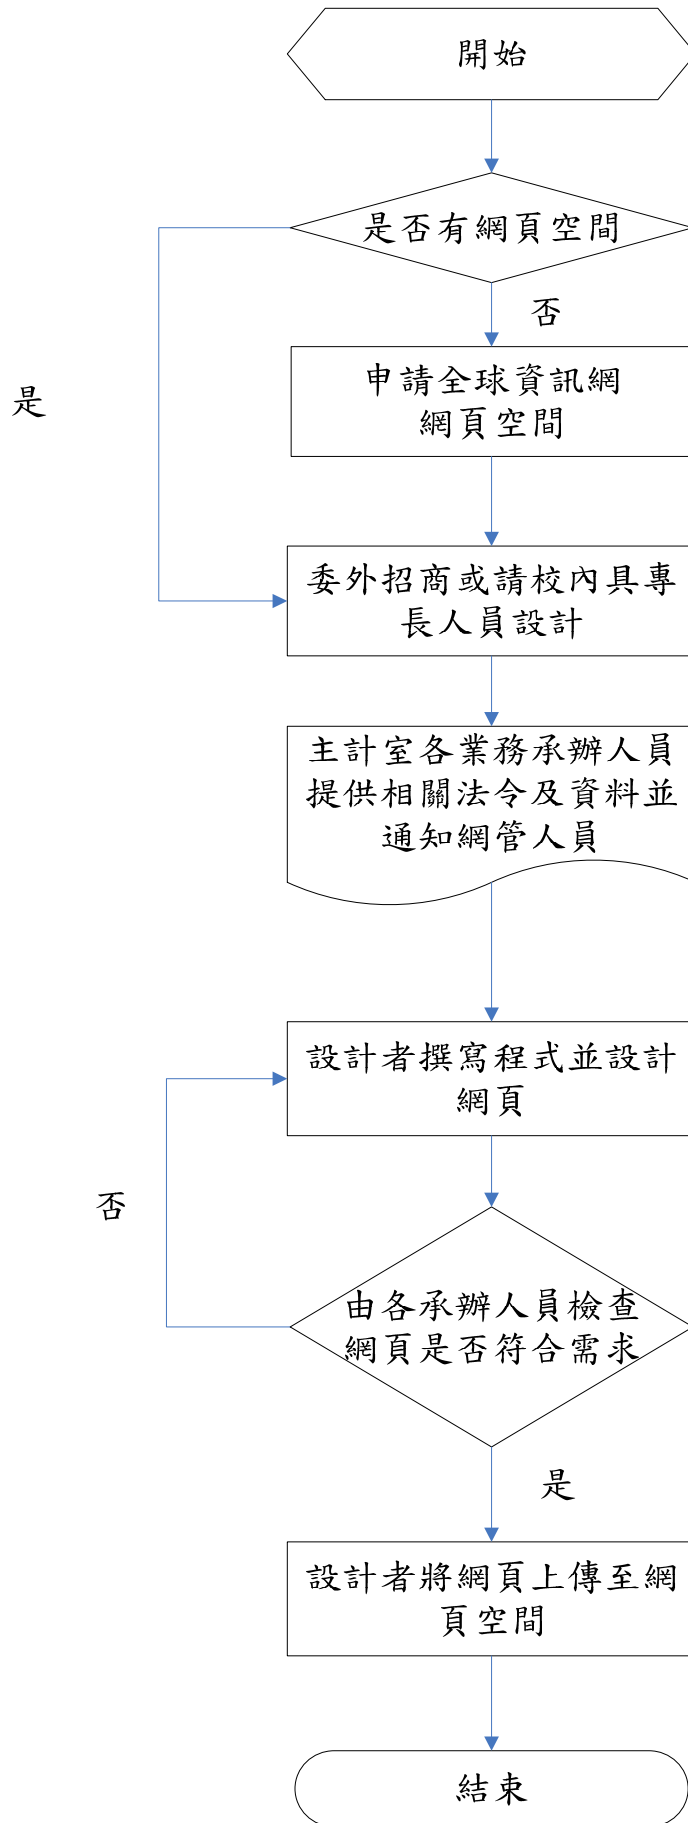 開始
是否有網頁空間
否
是
申請全球資訊網
網頁空間
委外招商或請校內具專
長人員設計
主計室各業務承辦人員
提供相關法令及資料並
通知網管人員
設計者撰寫程式並設計
網頁
否
由各承辦人員檢查
網頁是否符合需求
是
設計者將網頁上傳至網
頁空間
結束